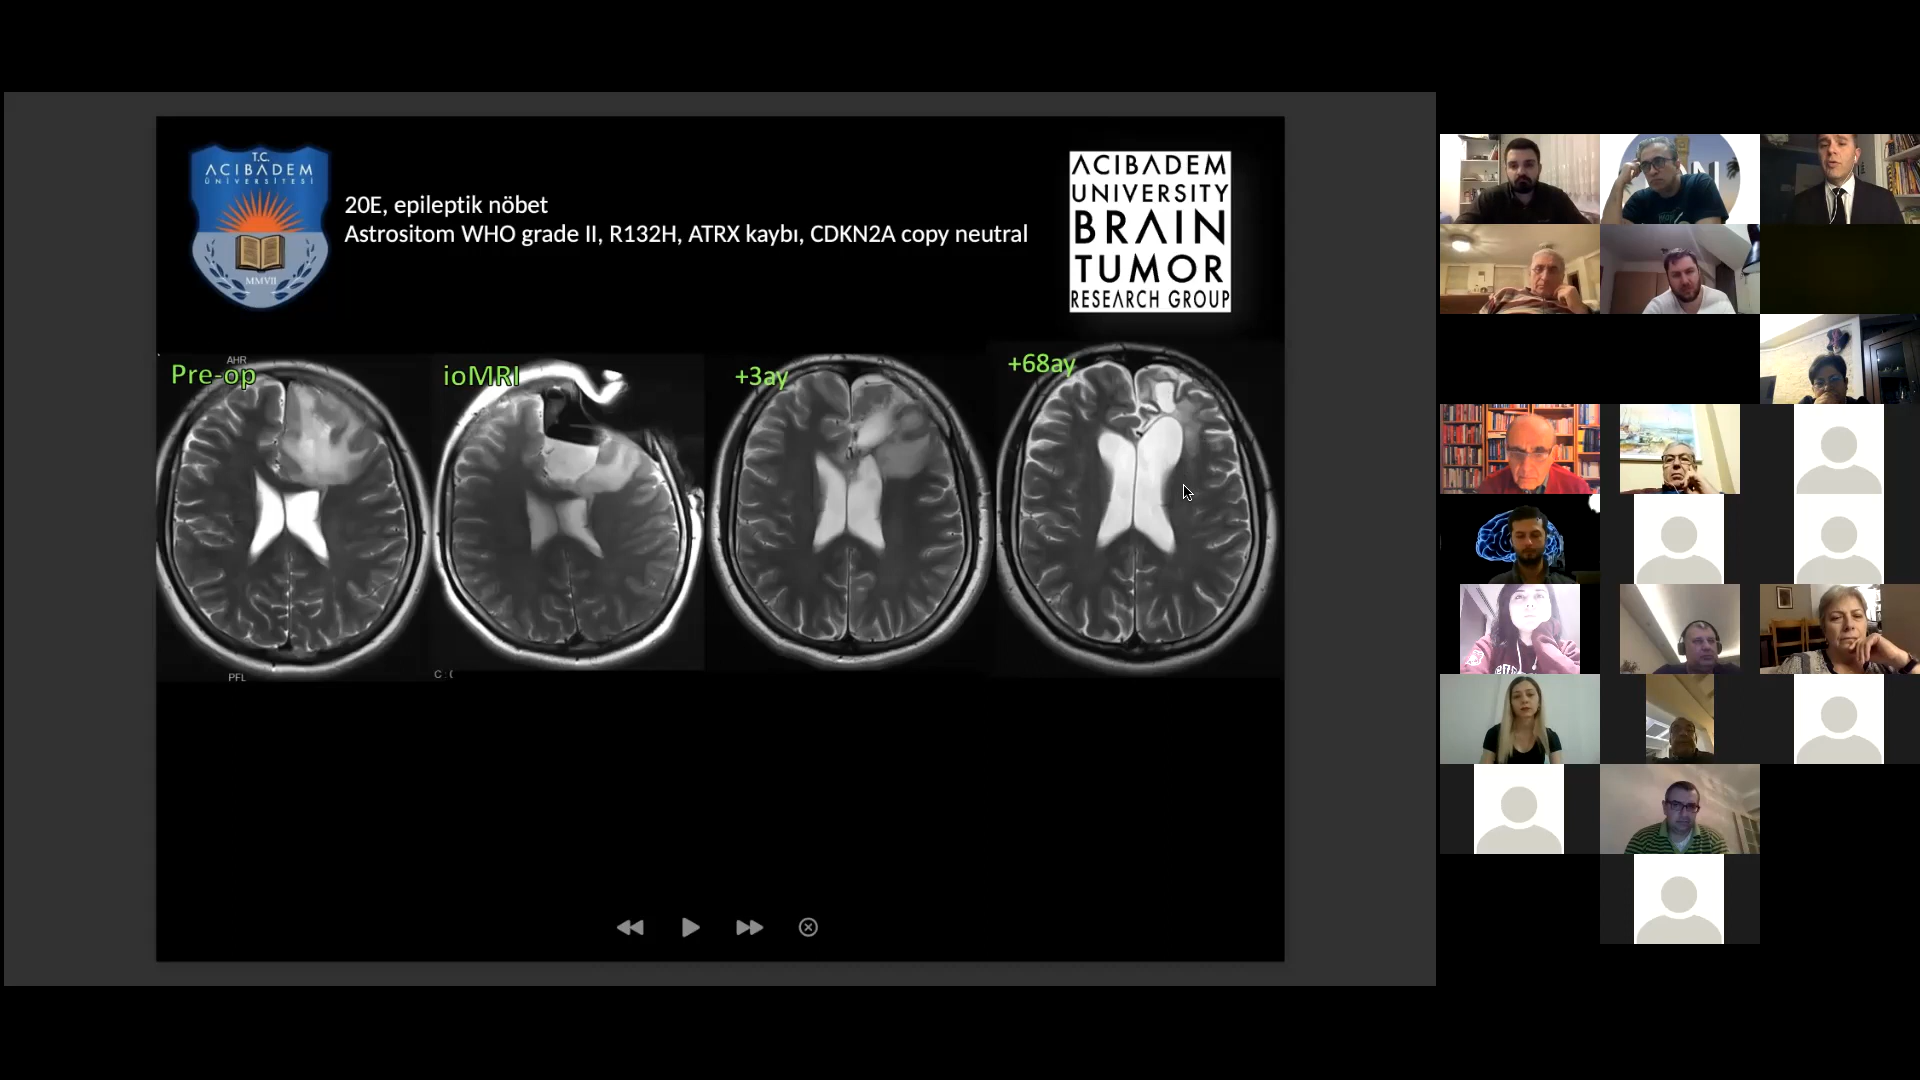 T.C.
ACIBADEM
ÜNİVERSİTESİ
MMVII
20E, epileptik nöbet
Astrositom WHO grade II, R132H, ATRX kaybı, CDKN2A copy neutral
ACIBADEM
UNIVERSITY
BRAIN
TUMOR
RESEARCH GROUP
AHR
Pre-op
ioMRI
+3ay
+68ay
PFL